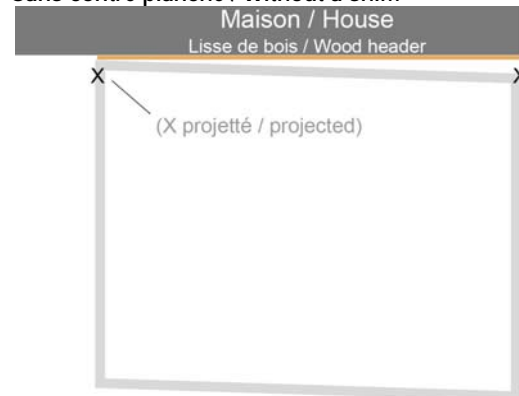 Maison / House
Lisse de bois / Wood header
X
X
(X projetté / projected)